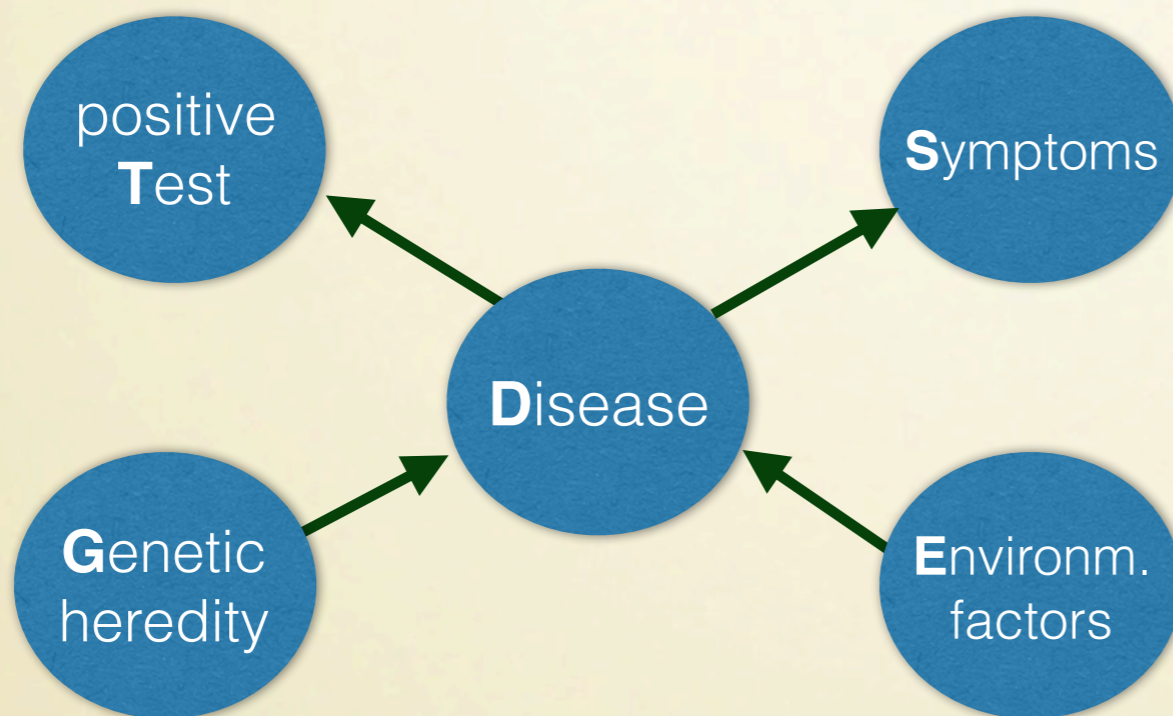 positive
Test
Symptoms
Disease
Genetic
heredity
Environm.
factors